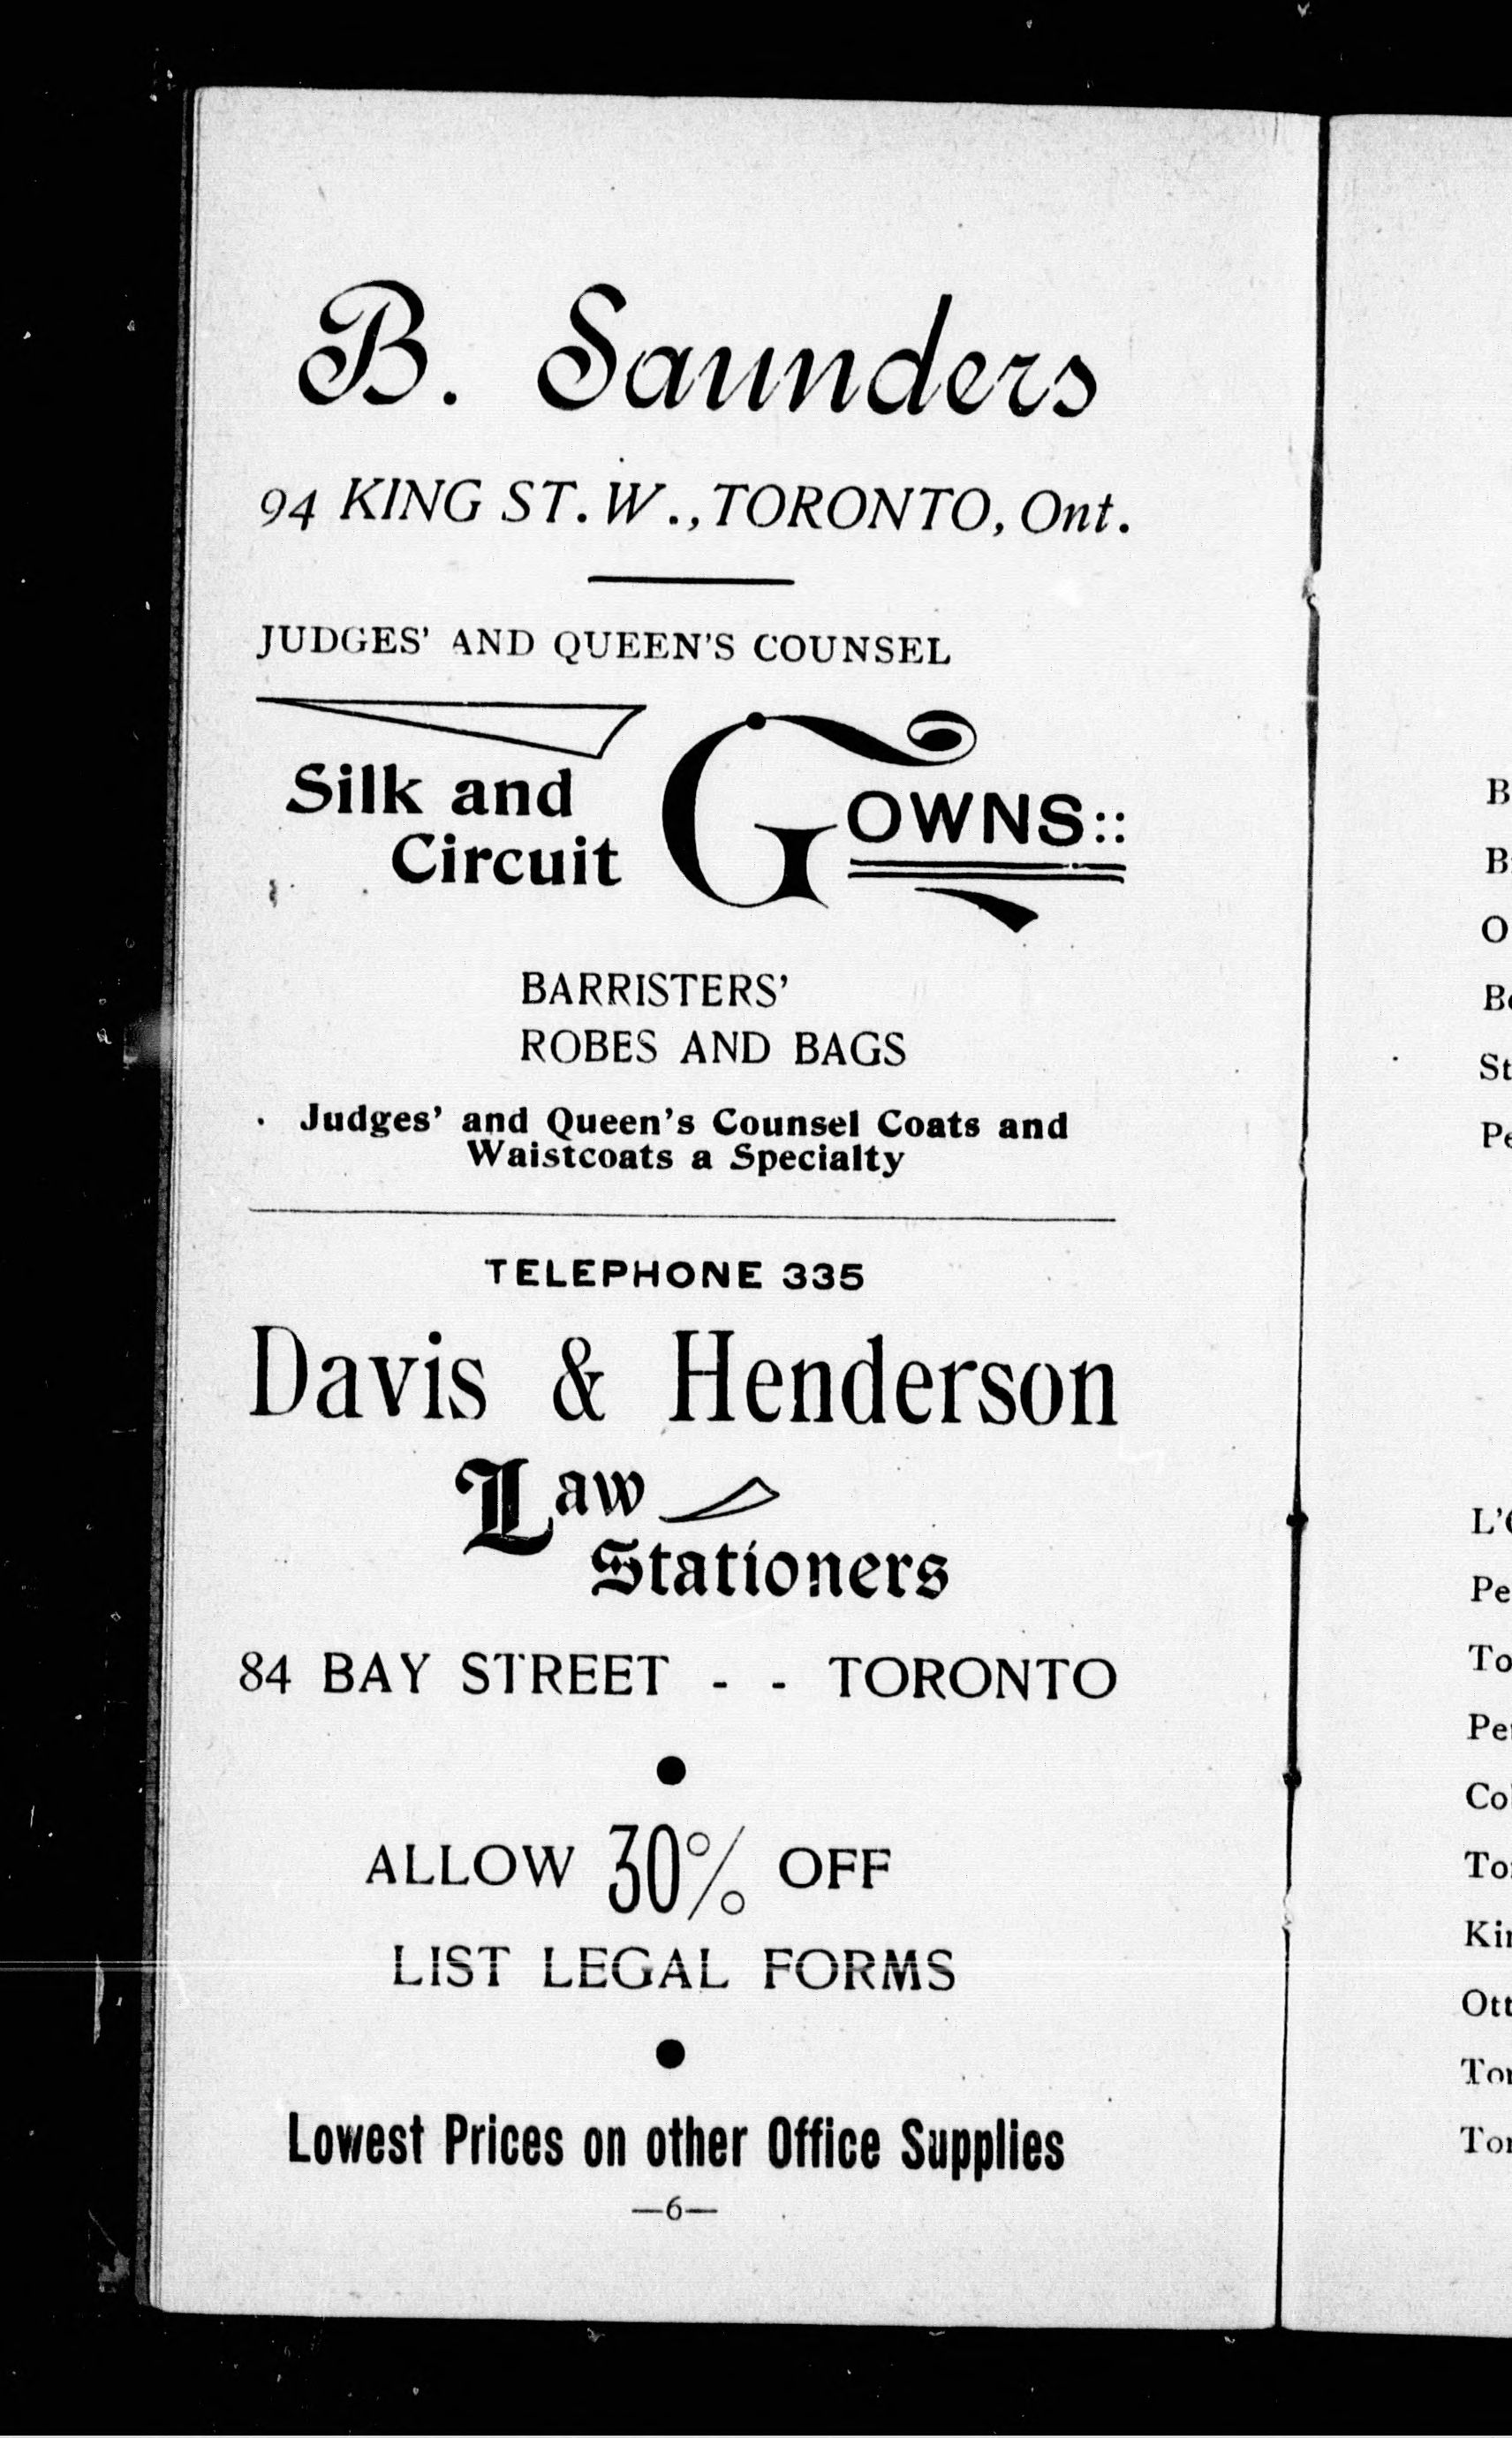 B. Saunders
94 KING ST. W., TORONTO, Ont.
JUDGES' AND QUEEN'S COUNSEL
Silk and
Circuit
GOWNS::
BARRISTERS'
ROBES AND BAGS
Judges' and Queen's Counsel Coats and
Waistcoats a Specialty
TELEPHONE 335
Davis & Henderson
Law
Stationers
84 BAY STREET - - TORONTO
ALLOW 30% OFF
LIST LEGAL FORMS
Lowest Prices on other Office Supplies
—6—